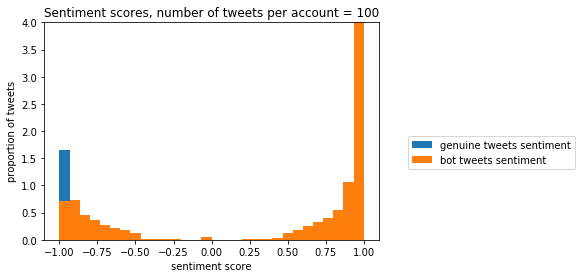 Sentiment scores, number of tweets per account = 100
4.0
3.5
3.0
2.5
2.0
1.5
1.0
0.5
0.0
proportion of tweets
−1.00 −0.75 −0.50 −0.25 0.00 0.25 0.50 0.75 1.00
sentiment score
genuine tweets sentiment
bot tweets sentiment